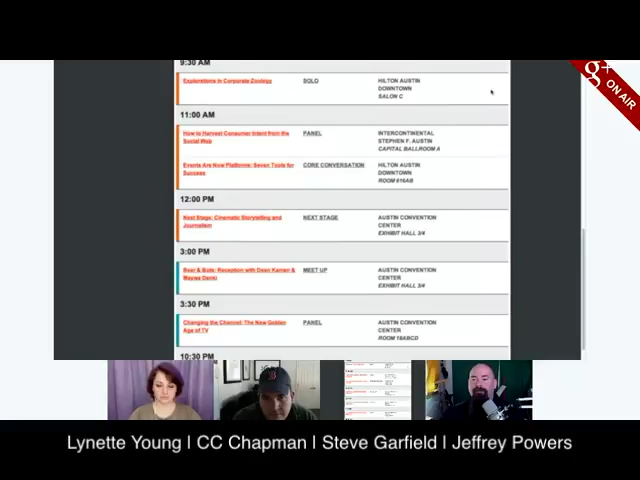 9:30 AM
Explorations in Corporate Zoology
SOLO
HILTON AUSTIN
DOWNTOWN
SALON C
11:00 AM
How to Harvest Consumer Intent from the
Social Web
PANEL
INTERCONTINENTAL
STEPHEN F. AUSTIN
CAPITAL BALLROOM A
Events Are Now Platforms: Seven Tools for
Success
CORE CONVERSATION
HILTON AUSTIN
DOWNTOWN
ROOM 616AB
12:00 PM
Next Stage: Cinematic Storytelling and
Journalism
NEXT STAGE
AUSTIN CONVENTION
CENTER
EXHIBIT HALL 3/4
3:00 PM
Beer & Bots: Reception with Dean Kamen &
MEET UP
AUSTIN CONVENTION
CENTER
EXHIBIT HALL 3/4
3:30 PM
Changing the Channel: The New Golden
Age of TV
PANEL
AUSTIN CONVENTION
CENTER
ROOM 18ABCD
10:30 PM
g+
ON AIR
Lynette Young | CC Chapman | Steve Garfield | Jeffrey Powers